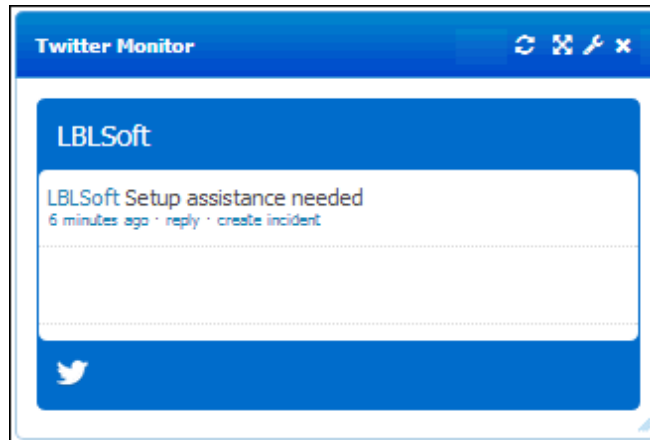 Twitter Monitor
LBLSoft
LBLSoft Setup assistance needed
6 minutes ago · reply · create incident